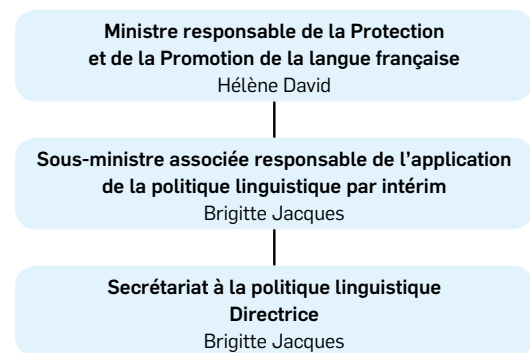 Ministre responsable de la Protection
et de la Promotion de la langue française
Hélène David
Sous-ministre associée responsable de l’application
de la politique linguistique par intérim
Brigitte Jacques
Secrétariat à la politique linguistique
Directrice
Brigitte Jacques